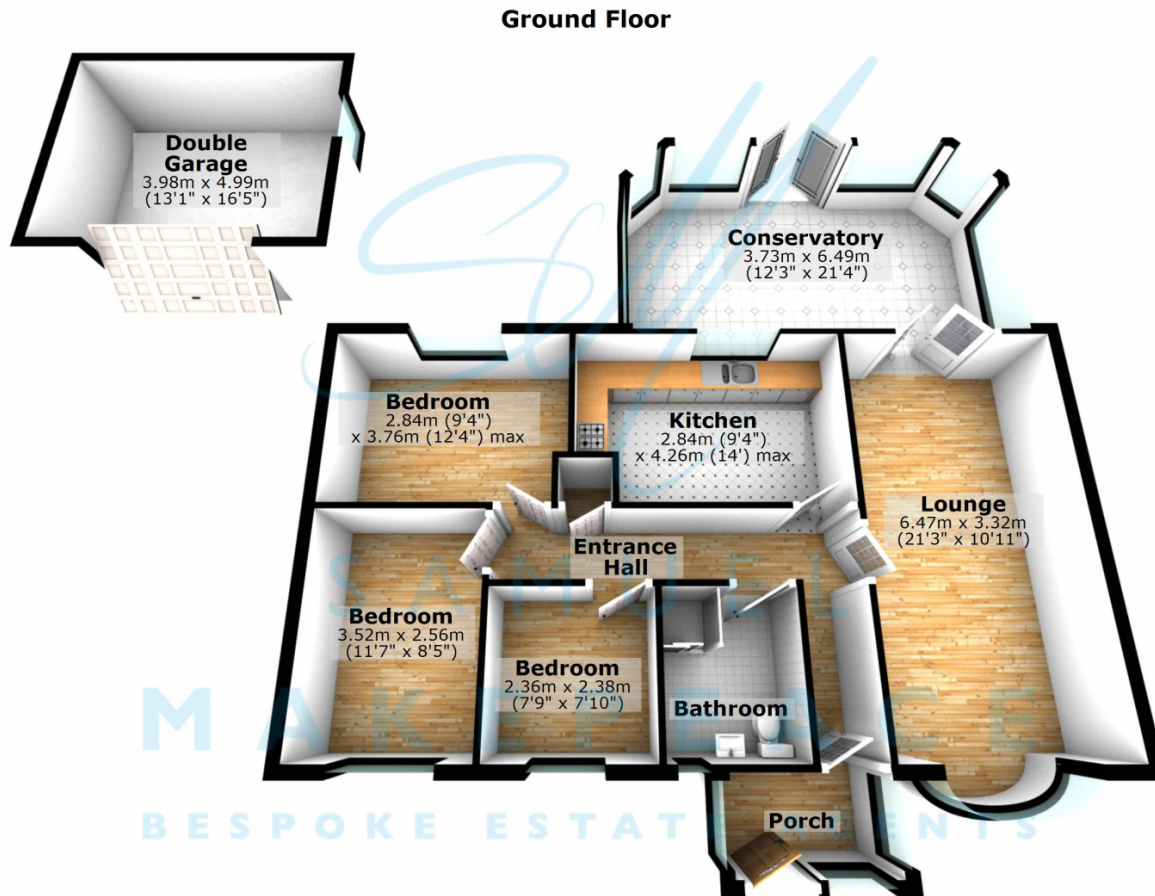 Ground Floor
Double
Garage
3.98m x 4.99m
(13'1" x 16'5")
Conservatory
3.73m x 6.49m
(12'3" x 21'4")
Bedroom
2.84m (9'4")
x 3.76m (12'4") max
Kitchen
2.84m (9'4")
x 4.26m (14') max
Lounge
6.47m x 3.32m
(21'3" x 10'11")
Entrance
Hall
Bedroom
3.52m x 2.56m
(11'7" x 8'5")
Bedroom
2.36m x 2.38m
(7'9" x 7'10")
Bathroom
Porch
SM
SAMUEL
MAKEPEACE
BESPOKE ESTATE AGENTS